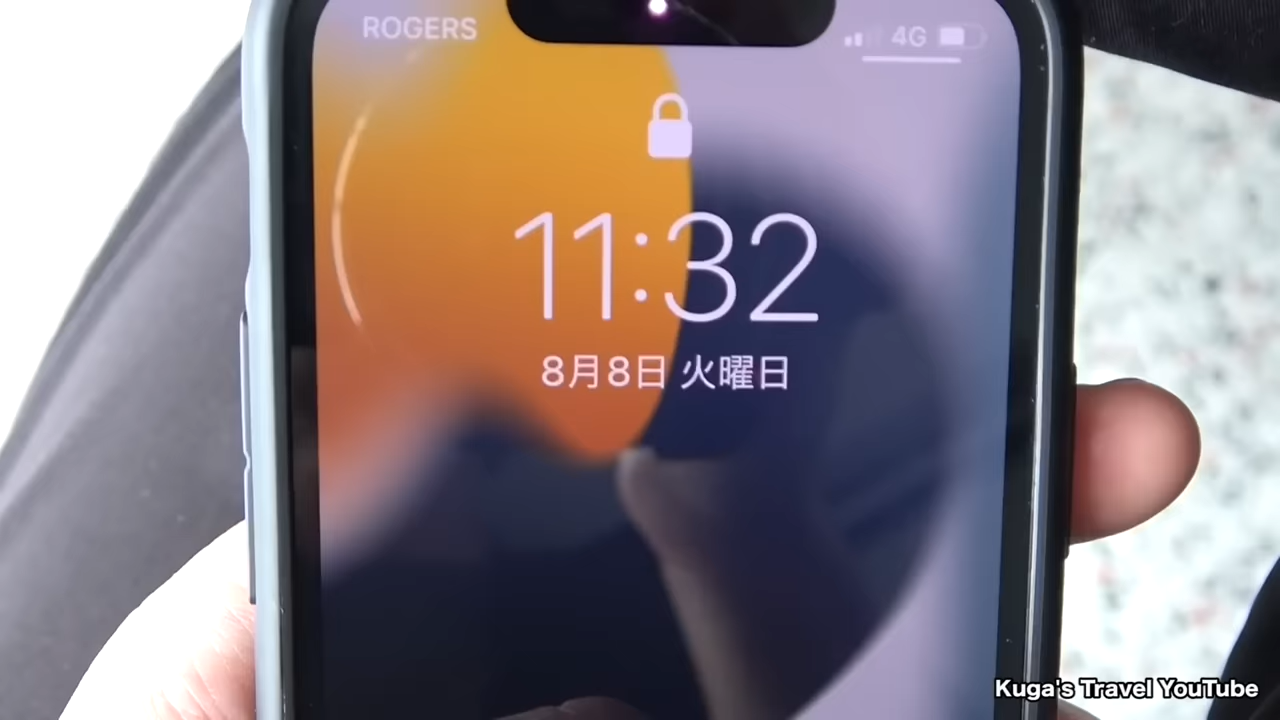 ROGERS
4G
11:32
8月8日 火曜日
Kuga's Travel YouTube